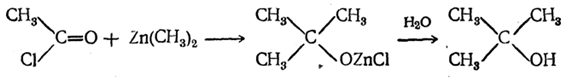 CH₃ CH₃ CH₃ H₂O CH₃ CH₃
C=O + Zn(CH₃)₂ ⟶ C ⟶ C
Cl CH₃ OZnCl CH₃ OH